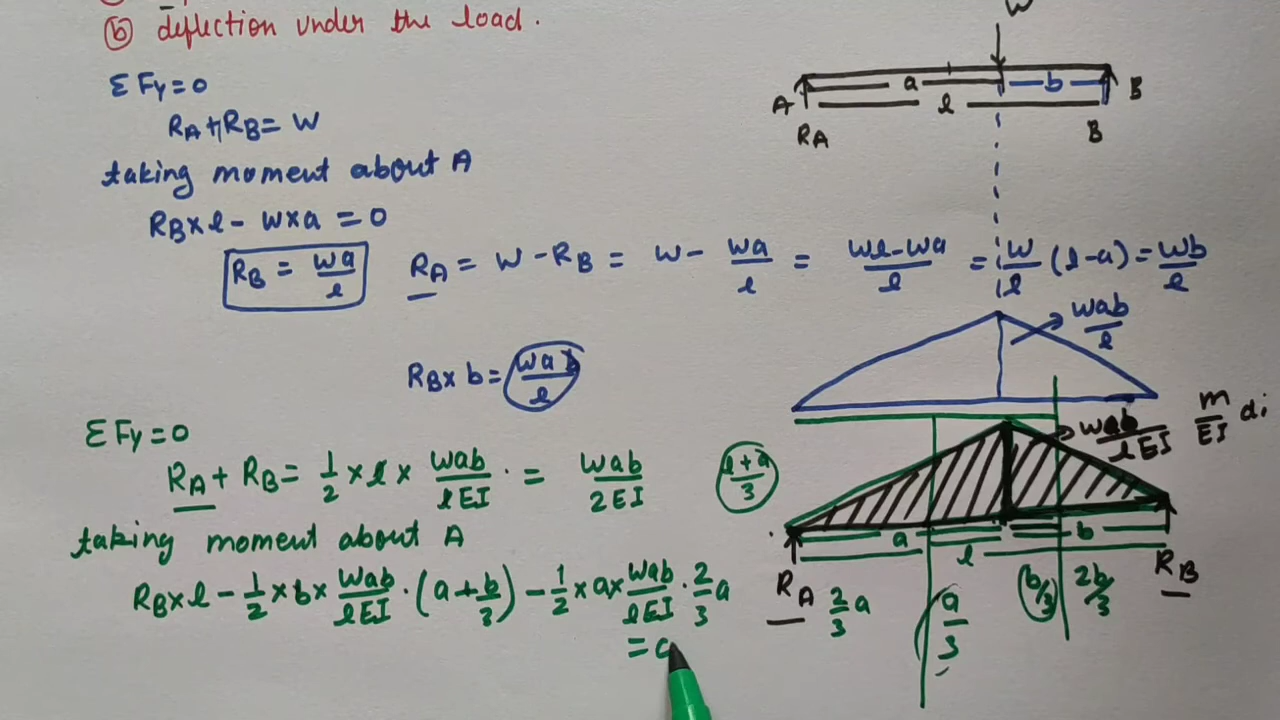 ⓑ deflection under the load.
W
A a b B
l
RA B
ΣFy=0
RA+RB= W
taking moment about A
RB×l - W×a = 0
RB = Wa/l RA = W - RB = W - Wa/l = Wl-Wa/l = W/l (l-a) = Wb/l
Wab/l
RB× b = Wab/l
Wab/lEI M/EI di
ΣFy=0
RA + RB = 1/2 × l × Wab/lEI . = Wab/2EI
l+a/3
a b
l
taking moment about A
RB×l - 1/2 × b × Wab/lEI . (a+b/3) - 1/2 × a × Wab/lEI . 2/3 a
RA 2/3 a a/3 b/3 2b/3 RB
=